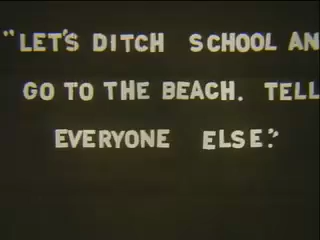 "LET'S DITCH SCHOOL AN
GO TO THE BEACH. TELL
EVERYONE ELSE."